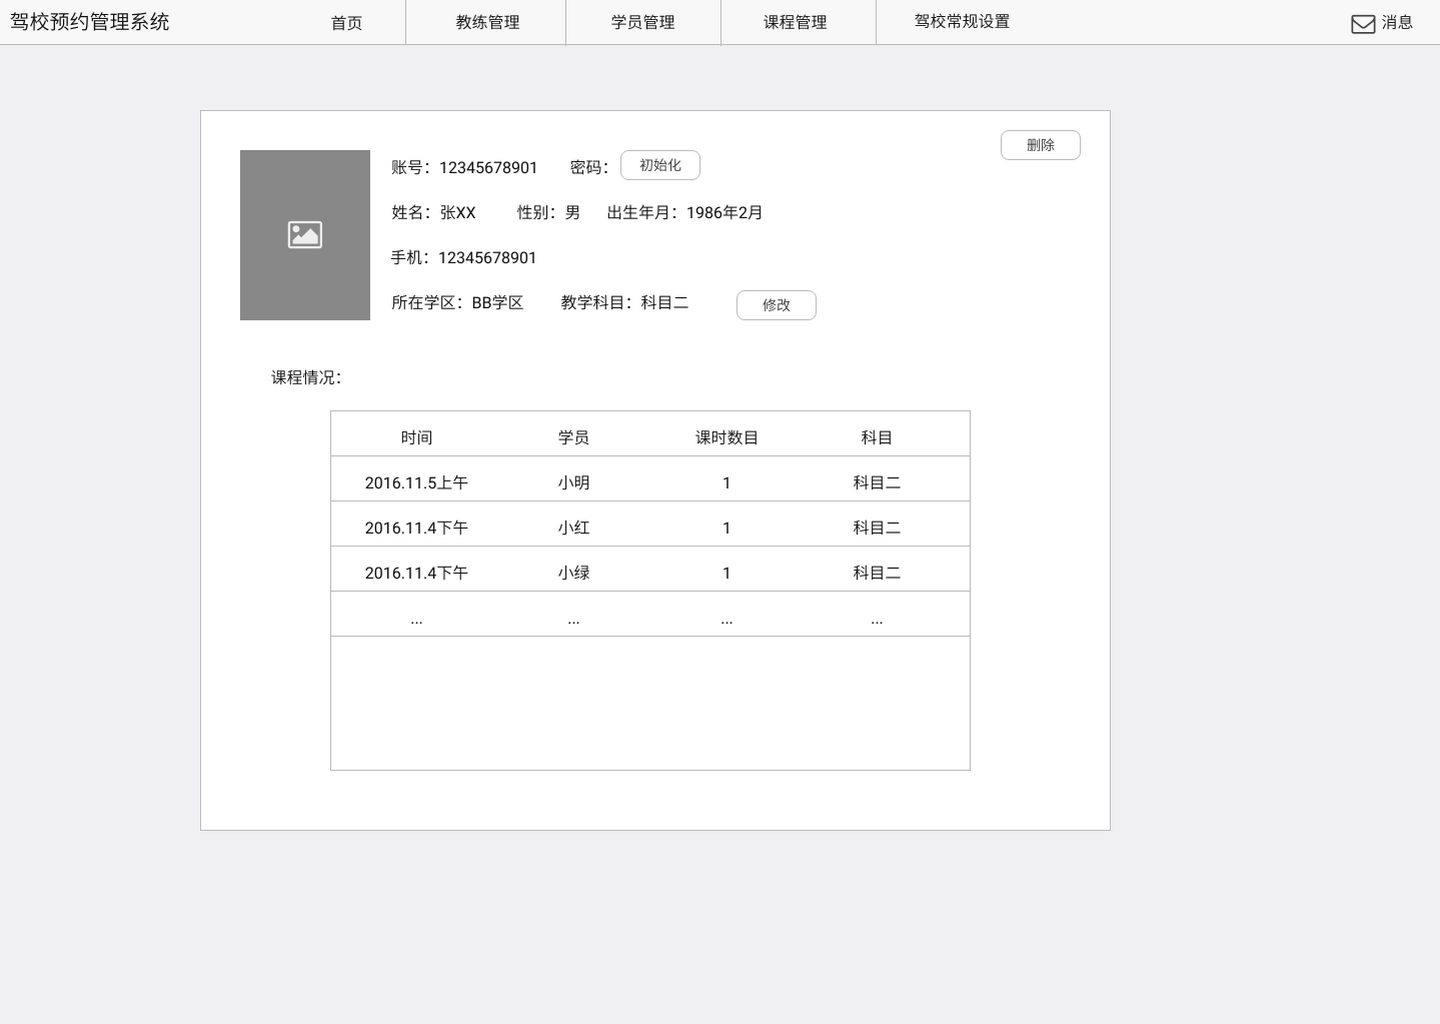 驾校预约管理系统 首页 教练管理 学员管理 课程管理 驾校常规设置 消息
删除
账号：12345678901 密码： 初始化
姓名：张XX 性别：男 出生年月：1986年2月
手机：12345678901
所在学区：BB学区 教学科目：科目二 修改
课程情况：
时间 学员 课时数目 科目
2016.11.5上午 小明 1 科目二
2016.11.4下午 小红 1 科目二
2016.11.4下午 小绿 1 科目二
... ... ... ...